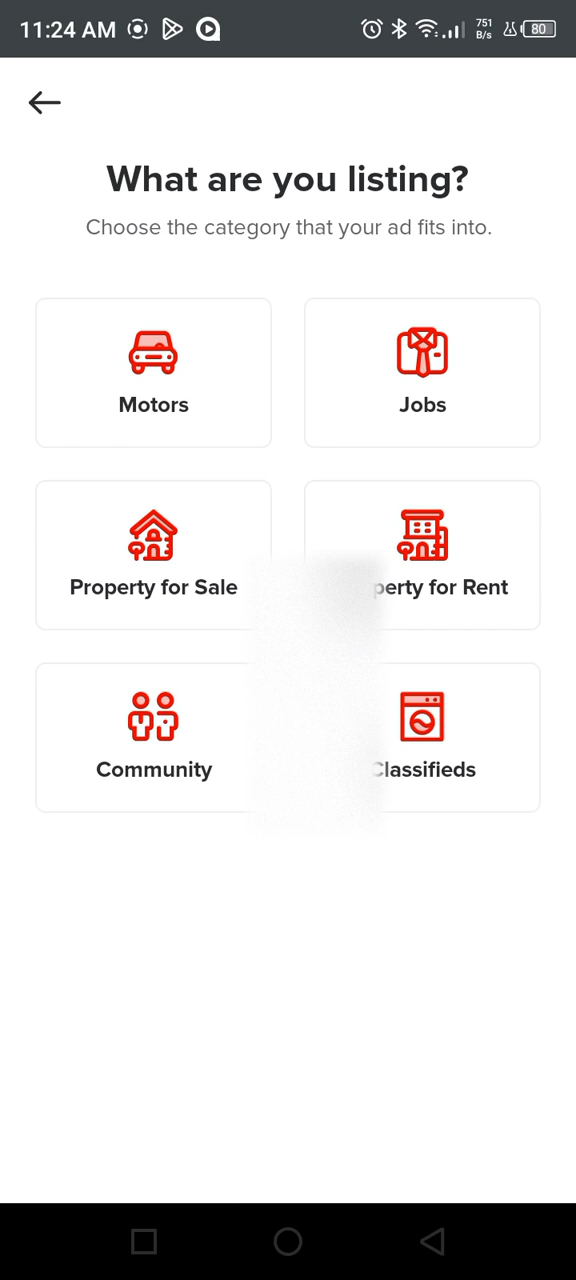 11:24 AM
751
B/s
80
What are you listing?
Choose the category that your ad fits into.
Motors
Jobs
Property for Sale
perty for Rent
Community
Classifieds